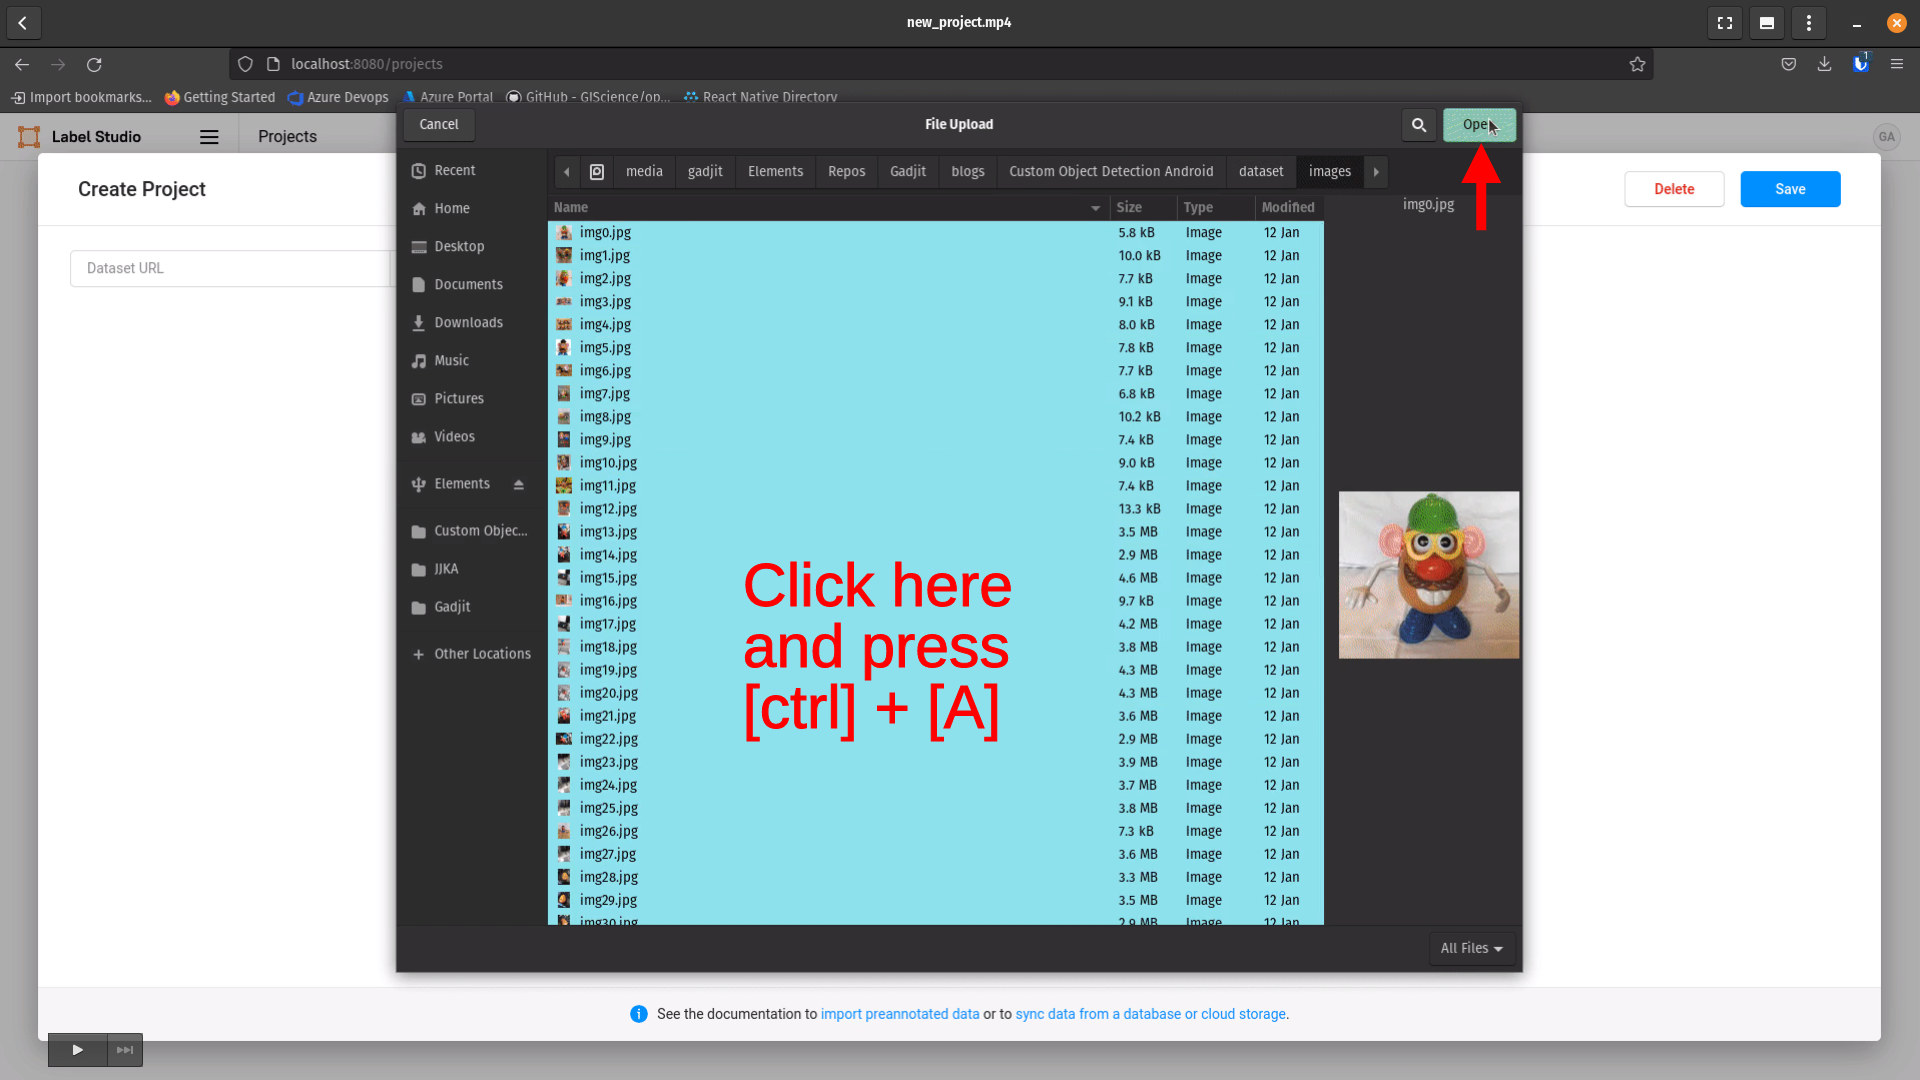 new_project.mp4
localhost:8080/projects
Import bookmarks... Getting Started Azure Devops Azure Portal GitHub - GIScience/op... React Native Directory
Label Studio Projects GA
Cancel File Upload Open
Create Project Delete Save
Dataset URL
Recent
Home
Desktop
Documents
Downloads
Music
Pictures
Videos
Elements
Custom Objec...
JJKA
Gadjit
Other Locations
media gadjit Elements Repos Gadjit blogs Custom Object Detection Android dataset images
Name Size Type Modified
img0.jpg 5.8 kB Image 12 Jan
img1.jpg 10.0 kB Image 12 Jan
img2.jpg 7.7 kB Image 12 Jan
img3.jpg 9.1 kB Image 12 Jan
img4.jpg 8.0 kB Image 12 Jan
img5.jpg 7.8 kB Image 12 Jan
img6.jpg 7.7 kB Image 12 Jan
img7.jpg 6.8 kB Image 12 Jan
img8.jpg 10.2 kB Image 12 Jan
img9.jpg 7.4 kB Image 12 Jan
img10.jpg 9.0 kB Image 12 Jan
img11.jpg 7.4 kB Image 12 Jan
img12.jpg 13.3 kB Image 12 Jan
img13.jpg 3.5 MB Image 12 Jan
img14.jpg 2.9 MB Image 12 Jan
img15.jpg 4.6 MB Image 12 Jan
img16.jpg 9.7 kB Image 12 Jan
img17.jpg 4.2 MB Image 12 Jan
img18.jpg 3.8 MB Image 12 Jan
img19.jpg 4.3 MB Image 12 Jan
img20.jpg 4.3 MB Image 12 Jan
img21.jpg 3.6 MB Image 12 Jan
img22.jpg 2.9 MB Image 12 Jan
img23.jpg 3.9 MB Image 12 Jan
img24.jpg 3.7 MB Image 12 Jan
img25.jpg 3.8 MB Image 12 Jan
img26.jpg 7.3 kB Image 12 Jan
img27.jpg 3.6 MB Image 12 Jan
img28.jpg 3.3 MB Image 12 Jan
img29.jpg 3.5 MB Image 12 Jan
img30.jpg 2.9 MB Image 12 Jan
Click here
and press
[ctrl] + [A]
img0.jpg
All Files
See the documentation to import preannotated data or to sync data from a database or cloud storage.